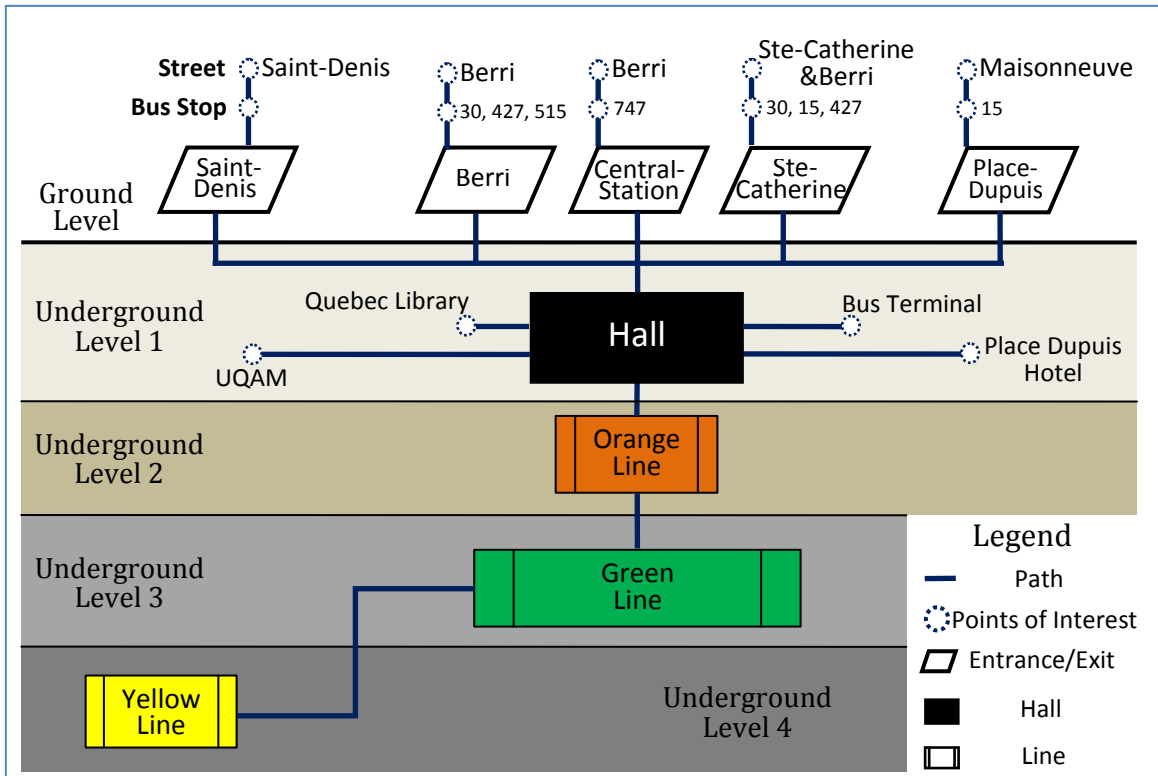 Street
Saint-Denis
Berri
Berri
Ste-Catherine
&Berri
Maisonneuve
Bus Stop
30, 427, 515
747
30, 15, 427
15
Saint-
Denis
Berri
Central-
Station
Ste-
Catherine
Place-
Dupuis
Ground
Level
Underground
Level 1
Quebec Library
UQAM
Hall
Bus Terminal
Place Dupuis
Hotel
Underground
Level 2
Orange
Line
Underground
Level 3
Green
Line
Yellow
Line
Underground
Level 4
Legend
Path
Points of Interest
Entrance/Exit
Hall
Line